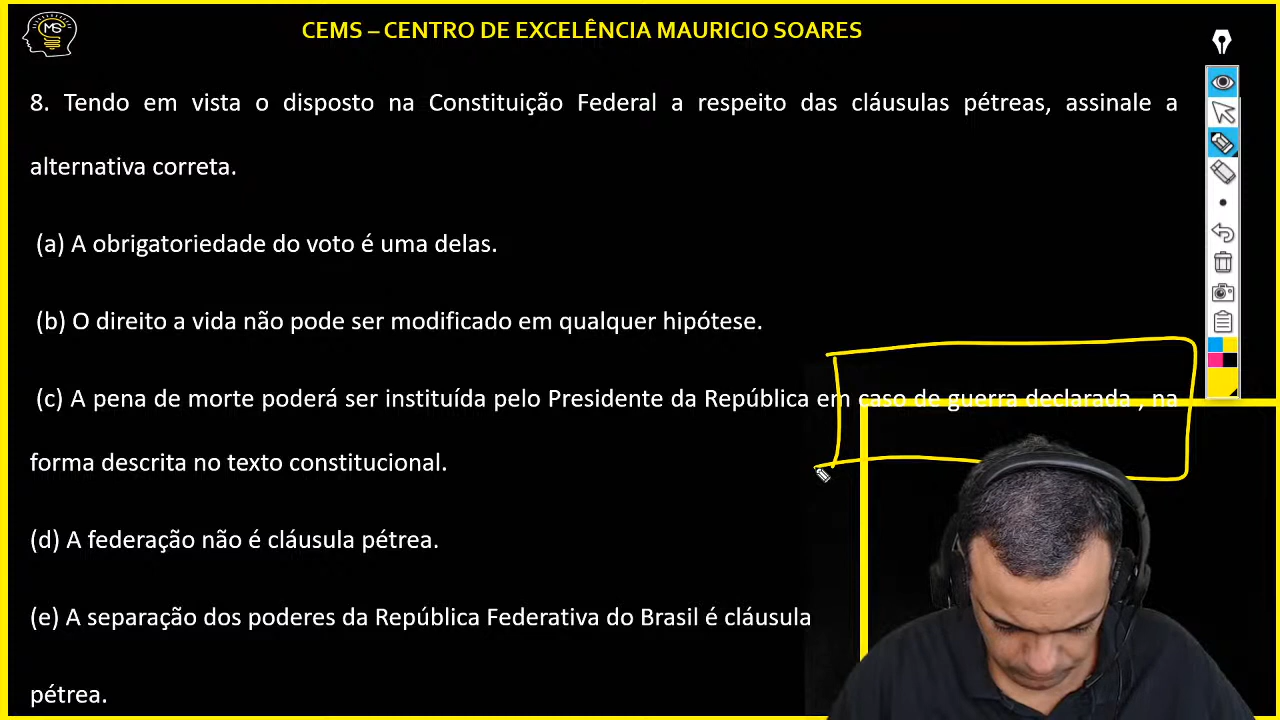 MS
CEMS – CENTRO DE EXCELÊNCIA MAURICIO SOARES
8. Tendo em vista o disposto na Constituição Federal a respeito das cláusulas pétreas, assinale a
alternativa correta.
(a) A obrigatoriedade do voto é uma delas.
(b) O direito a vida não pode ser modificado em qualquer hipótese.
(c) A pena de morte poderá ser instituída pelo Presidente da República em caso de guerra declarada , na
forma descrita no texto constitucional.
(d) A federação não é cláusula pétrea.
(e) A separação dos poderes da República Federativa do Brasil é cláusula
pétrea.